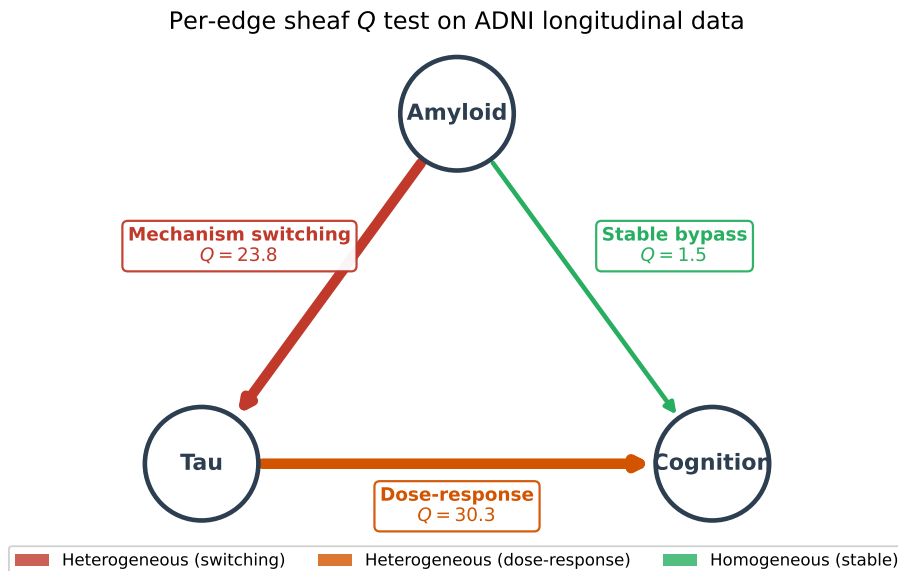 Per-edge sheaf Q test on ADNI longitudinal data
Amyloid
Mechanism switching
Q = 23.8
Stable bypass
Q = 1.5
Tau
Cognition
Dose-response
Q = 30.3
Heterogeneous (switching)
Heterogeneous (dose-response)
Homogeneous (stable)